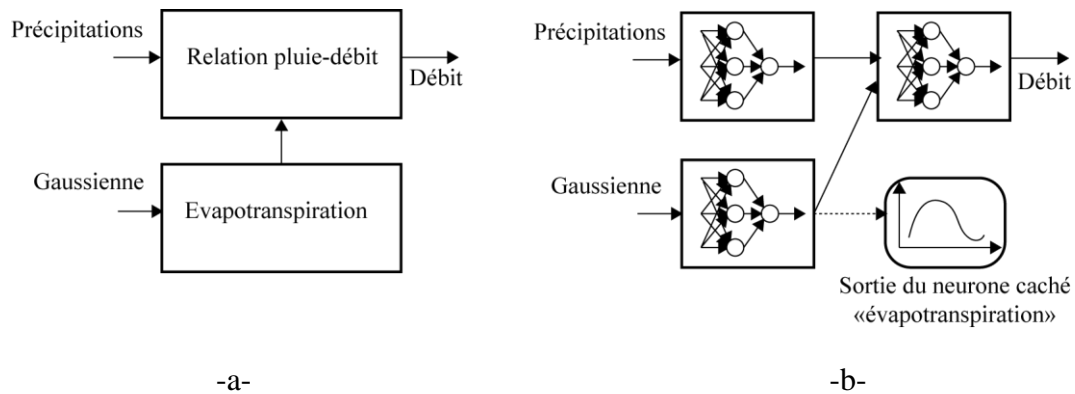 Précipitations
Relation pluie-débit
Débit
Gaussienne
Evapotranspiration
-a-
Précipitations
Débit
Gaussienne
Sortie du neurone caché
«évapotranspiration»
-b-